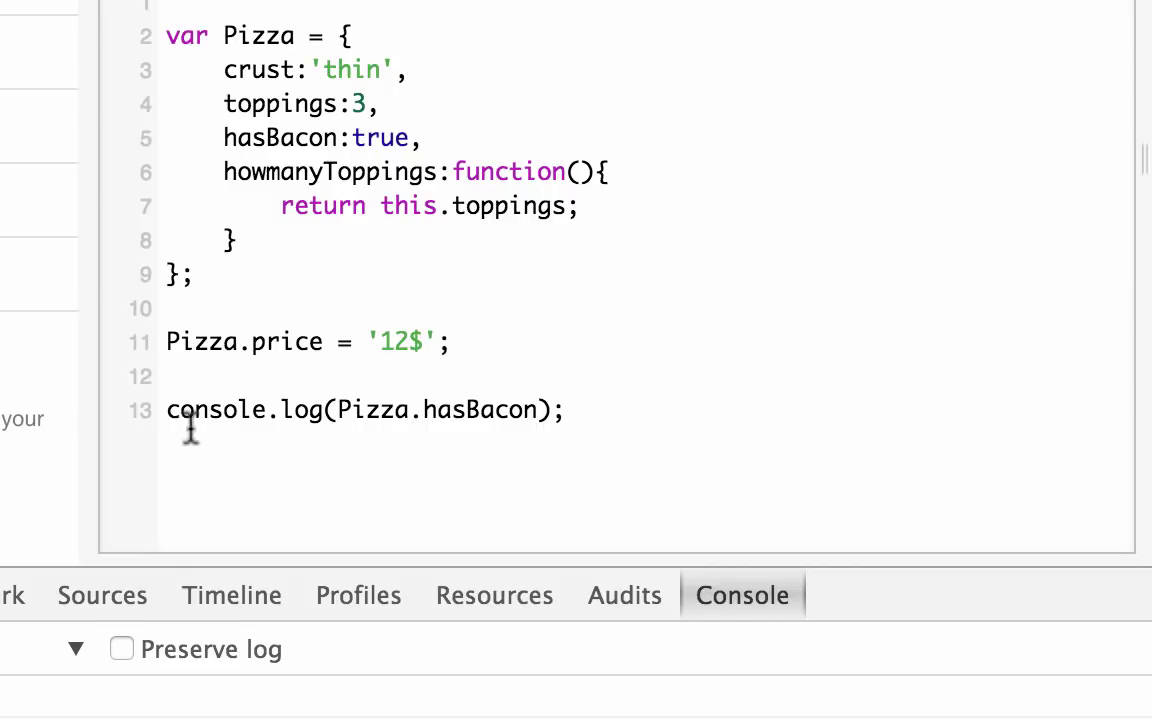 1
2 var Pizza = {
3 crust:'thin',
4 toppings:3,
5 hasBacon:true,
6 howmanyToppings:function(){
7 return this.toppings;
8 }
9 };
10
11 Pizza.price = '12$';
12
13 console.log(Pizza.hasBacon);
your
rk Sources Timeline Profiles Resources Audits Console
▼ Preserve log